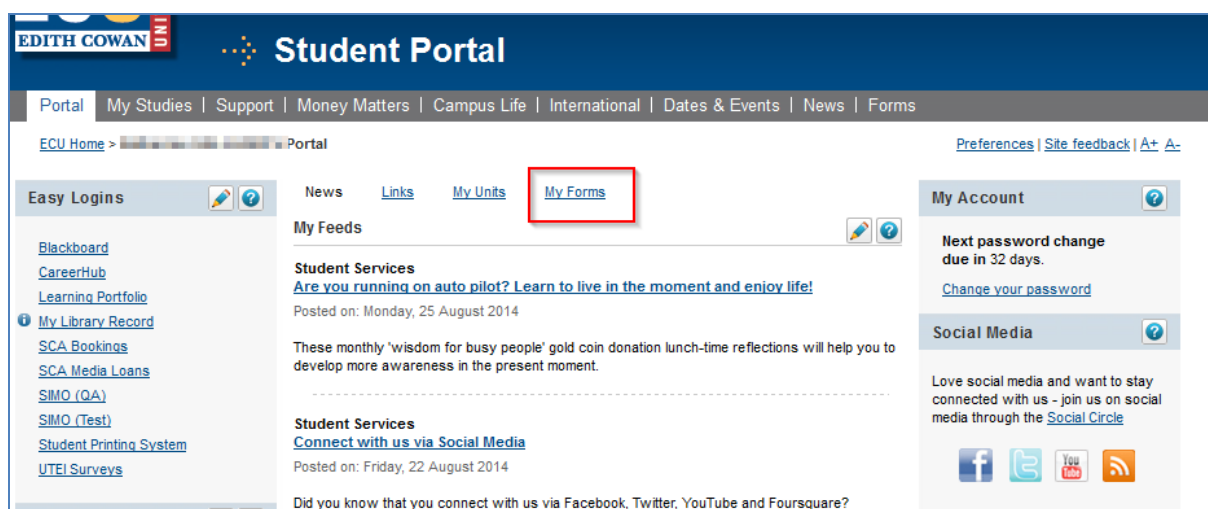 EDITH COWAN
UNI
Student Portal
Portal My Studies | Support | Money Matters | Campus Life | International | Dates & Events | News | Forms
ECU Home > Portal
Preferences | Site feedback | A+ A-
Easy Logins
Blackboard
CareerHub
Learning Portfolio
My Library Record
SCA Bookings
SCA Media Loans
SIMO (QA)
SIMO (Test)
Student Printing System
UTEI Surveys
News Links My Units My Forms
My Feeds
Student Services
Are you running on auto pilot? Learn to live in the moment and enjoy life!
Posted on: Monday, 25 August 2014
These monthly 'wisdom for busy people' gold coin donation lunch-time reflections will help you to
develop more awareness in the present moment.
Student Services
Connect with us via Social Media
Posted on: Friday, 22 August 2014
Did you know that you connect with us via Facebook, Twitter, YouTube and Foursquare?
My Account
Next password change
due in 32 days.
Change your password
Social Media
Love social media and want to stay
connected with us - join us on social
media through the Social Circle
You
Tube